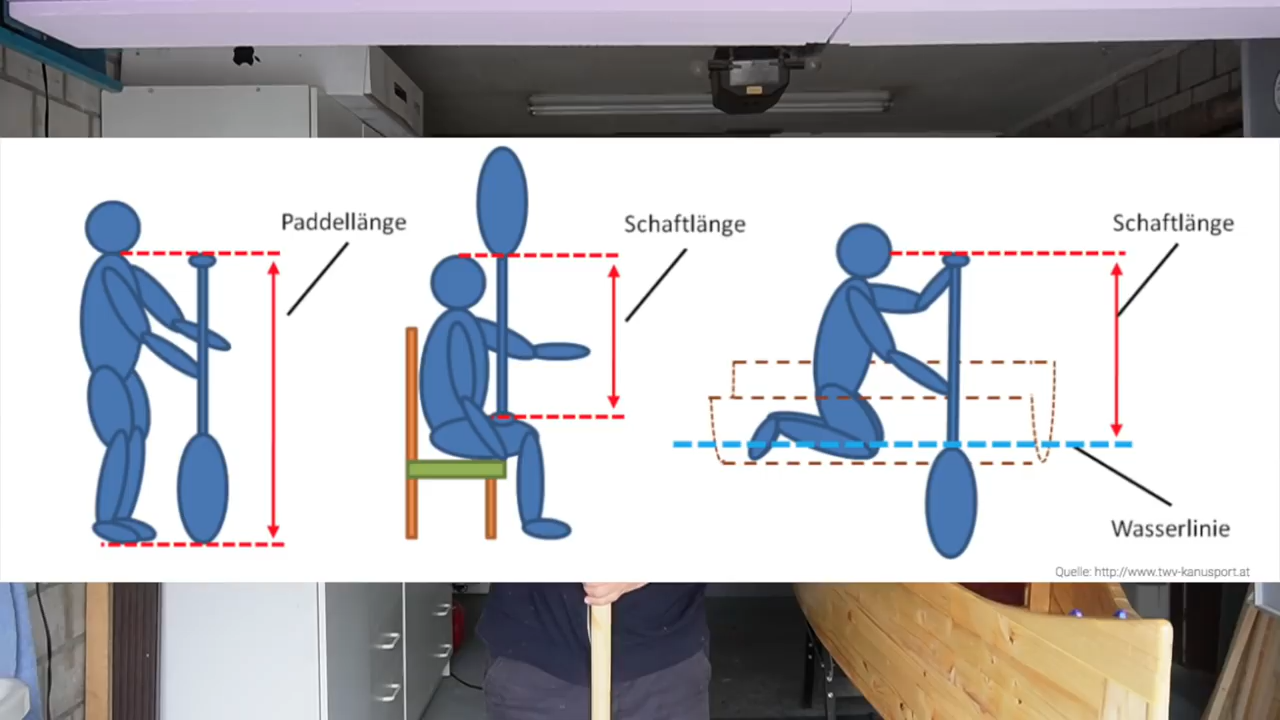 Paddellänge
Schaftlänge
Schaftlänge
Wasserlinie
Quelle: http://www.twv-kanusport.at